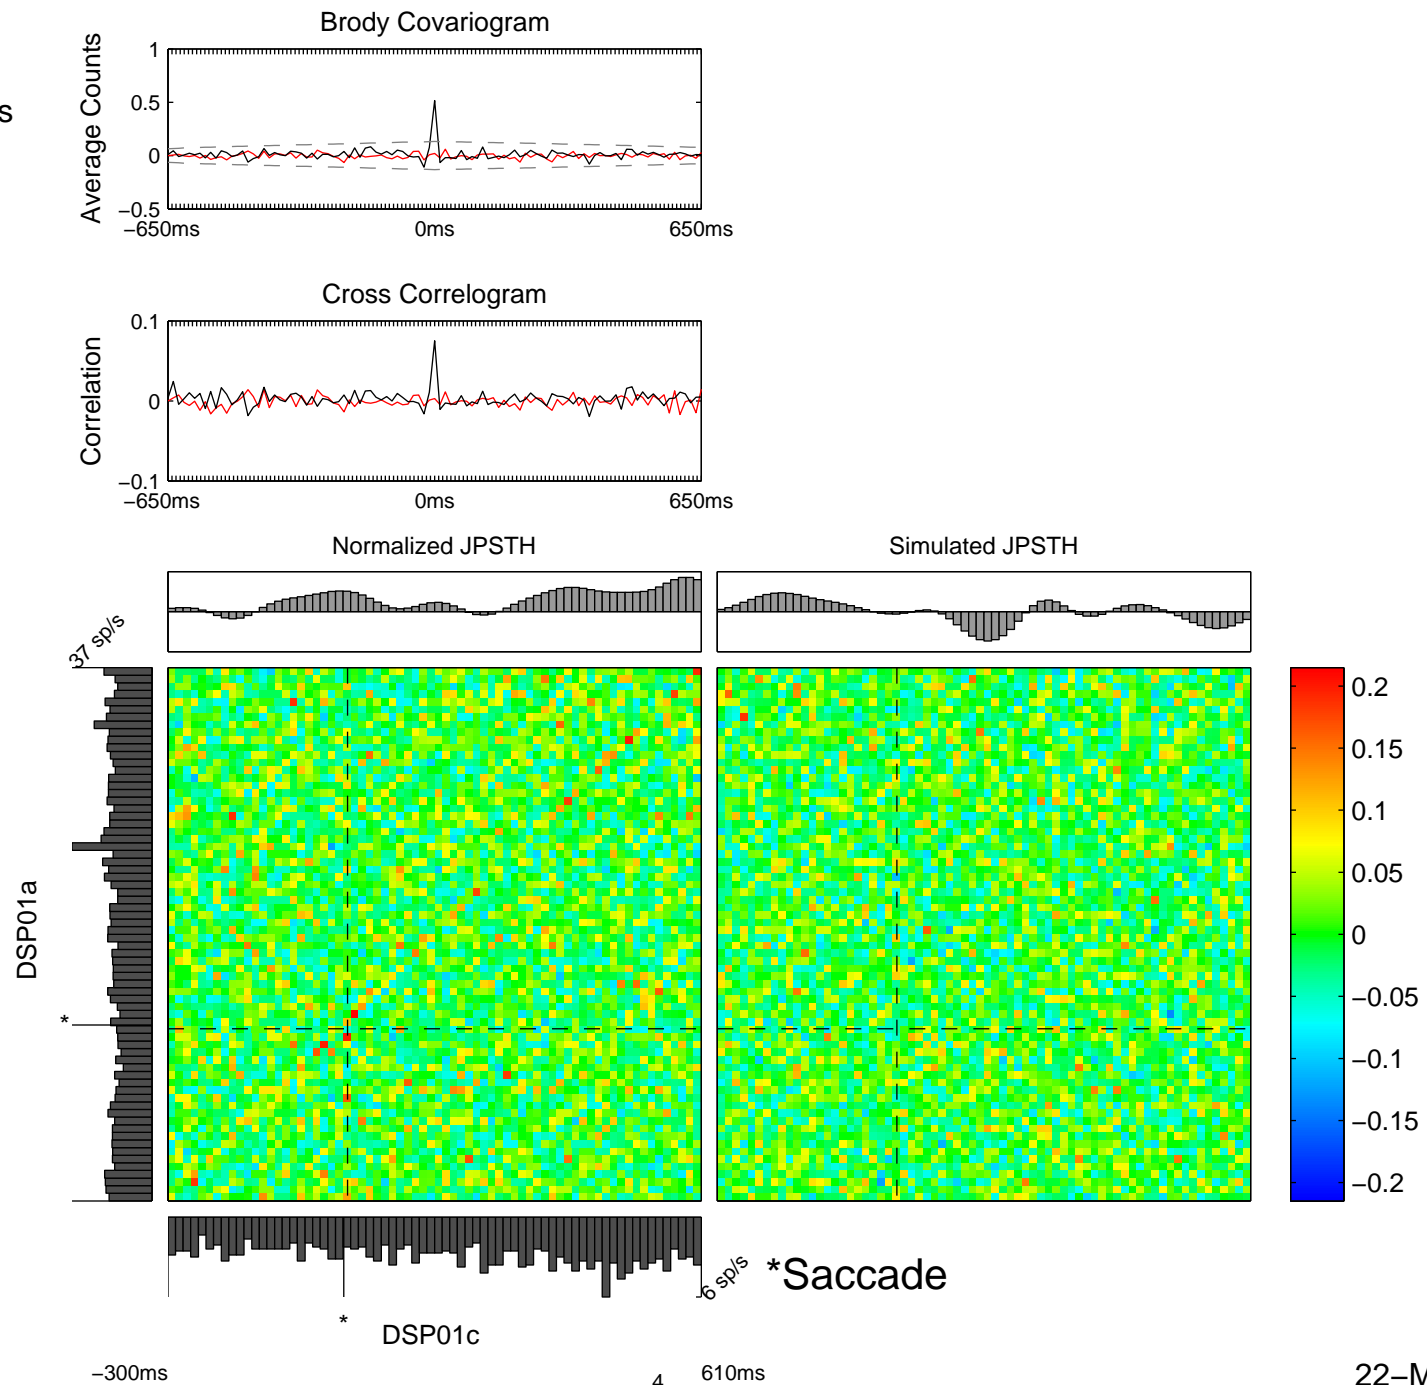 Brody Covariogram
s
Average Counts
1
0.5
0
−0.5
−650ms 0ms 650ms
Cross Correlogram
Correlation
0.1
0
−0.1
−650ms 0ms 650ms
Normalized JPSTH
Simulated JPSTH
37 sp/s
DSP01a
*
0.2
0.15
0.1
0.05
0
−0.05
−0.1
−0.15
−0.2
6 sp/s
*Saccade
*
DSP01c
−300ms 4 610ms 22−M